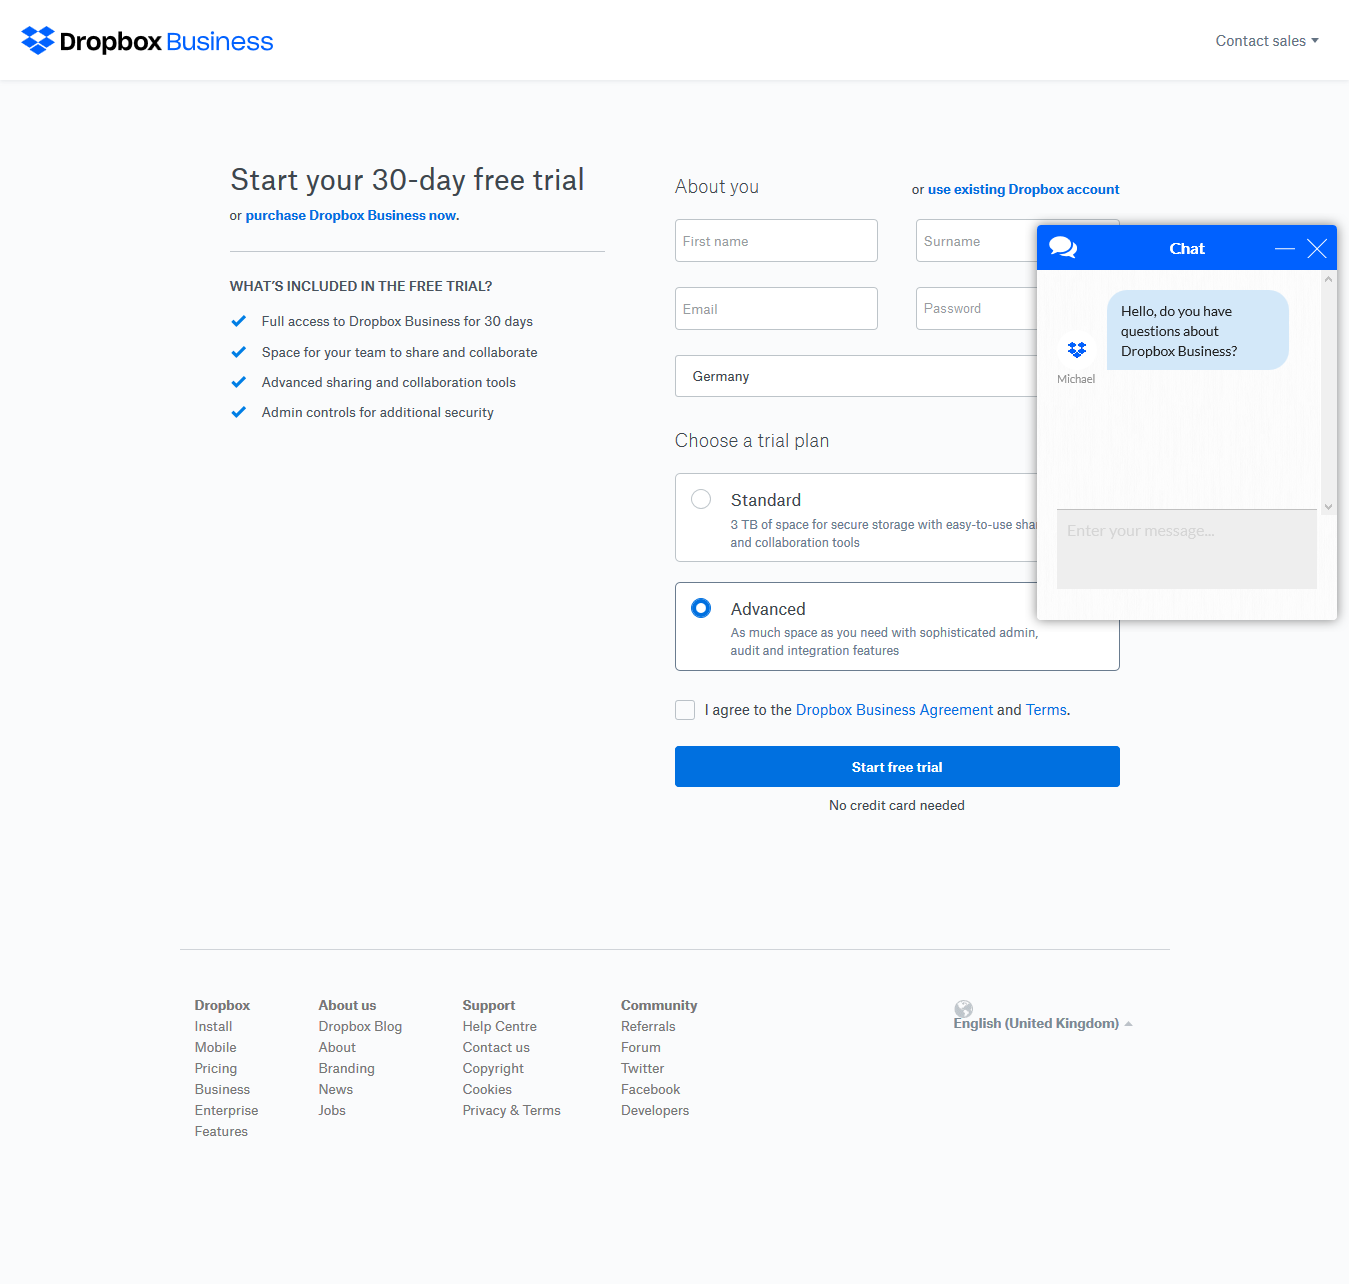 Dropbox Business
Contact sales
Start your 30-day free trial
or purchase Dropbox Business now.
WHAT'S INCLUDED IN THE FREE TRIAL?
Full access to Dropbox Business for 30 days
Space for your team to share and collaborate
Advanced sharing and collaboration tools
Admin controls for additional security
About you
or use existing Dropbox account
First name
Surname
Email
Password
Germany
Choose a trial plan
Standard
3 TB of space for secure storage with easy-to-use
and collaboration tools
Advanced
As much space as you need with sophisticated admin,
audit and integration features
I agree to the Dropbox Business Agreement and Terms.
Start free trial
No credit card needed
Chat
Hello, do you have
questions about
Dropbox Business?
Michael
Enter your message...
Dropbox
Install
Mobile
Pricing
Business
Enterprise
Features
About us
Dropbox Blog
About
Branding
News
Jobs
Support
Help Centre
Contact us
Copyright
Cookies
Privacy & Terms
Community
Referrals
Forum
Twitter
Facebook
Developers
English (United Kingdom)